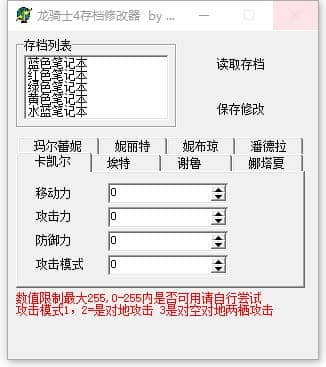 龙骑士4存档修改器 by ...
存档列表
蓝色笔记本
红色笔记本
绿色笔记本
黄色笔记本
水蓝笔记本
读取存档
保存修改
玛尔蕾妮 妮丽特 妮布琼 潘德拉
卡凯尔 埃特 谢鲁 娜塔夏
移动力 0
攻击力 0
防御力 0
攻击模式 0
数值限制最大255,0-255内是否可用请自行尝试
攻击模式1，2=是对地攻击 3是对空对地两栖攻击